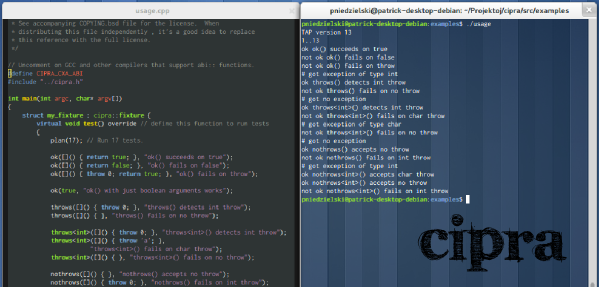 usage.cpp
* See accompanying COPYING.bsd file for the license. When
* distributing this file independently , it's a good idea to replace
* this reference with the full license.
*/
// Uncomment on GCC and other compilers that support abi:: functions.
#define CIPRA_CXA_ABI
#include "../cipra.h"
int main(int argc, char* argv[])
{
struct my_fixture : cipra::fixture {
virtual void test() override // define this function to run tests
{
plan(17); // Run 17 tests.
ok([]() { return true; }, "ok() succeeds on true");
ok([]() { return false; }, "ok() fails on false");
ok([]() { throw 0; return true; }, "ok() fails on throw");
ok(true, "ok() with just boolean arguments works");
throws([]() { throw 0; }, "throws() detects int throw");
throws([]() { }, "throws() fails on no throw");
throws<int>([]() { throw 0; }, "throws<int>() detects int throw");
throws<int>([]() { throw 'a'; },
"throws<int>() fails on char throw");
throws<int>([]() { }, "throws<int>() fails on no throw");
nothrows([]() { }, "nothrows() accepts no throw");
nothrows([]() { throw 0; }, "nothrows() fails on int throw");
pniedzielski@patrick-desktop-debian: ~/Projektoj/cipra/src/examples
pniedzielski@patrick-desktop-debian:examples$ ./usage
TAP version 13
1..13
ok ok() succeeds on true
not ok ok() fails on false
not ok ok() fails on throw
# got exception of type int
ok throws() detects int throw
not ok throws() fails on no throw
# got no exception
ok throws<int>() detects int throw
not ok throws<int>() fails on char throw
# got exception of type char
not ok throws<int>() fails on no throw
# got no exception
ok nothrows() accepts no throw
not ok nothrows() fails on int throw
# got exception of type int
ok nothrows<int>() accepts char throw
ok nothrows<int>() accepts no throw
not ok nothrows<int>() fails on int throw
pniedzielski@patrick-desktop-debian:examples$
cipra